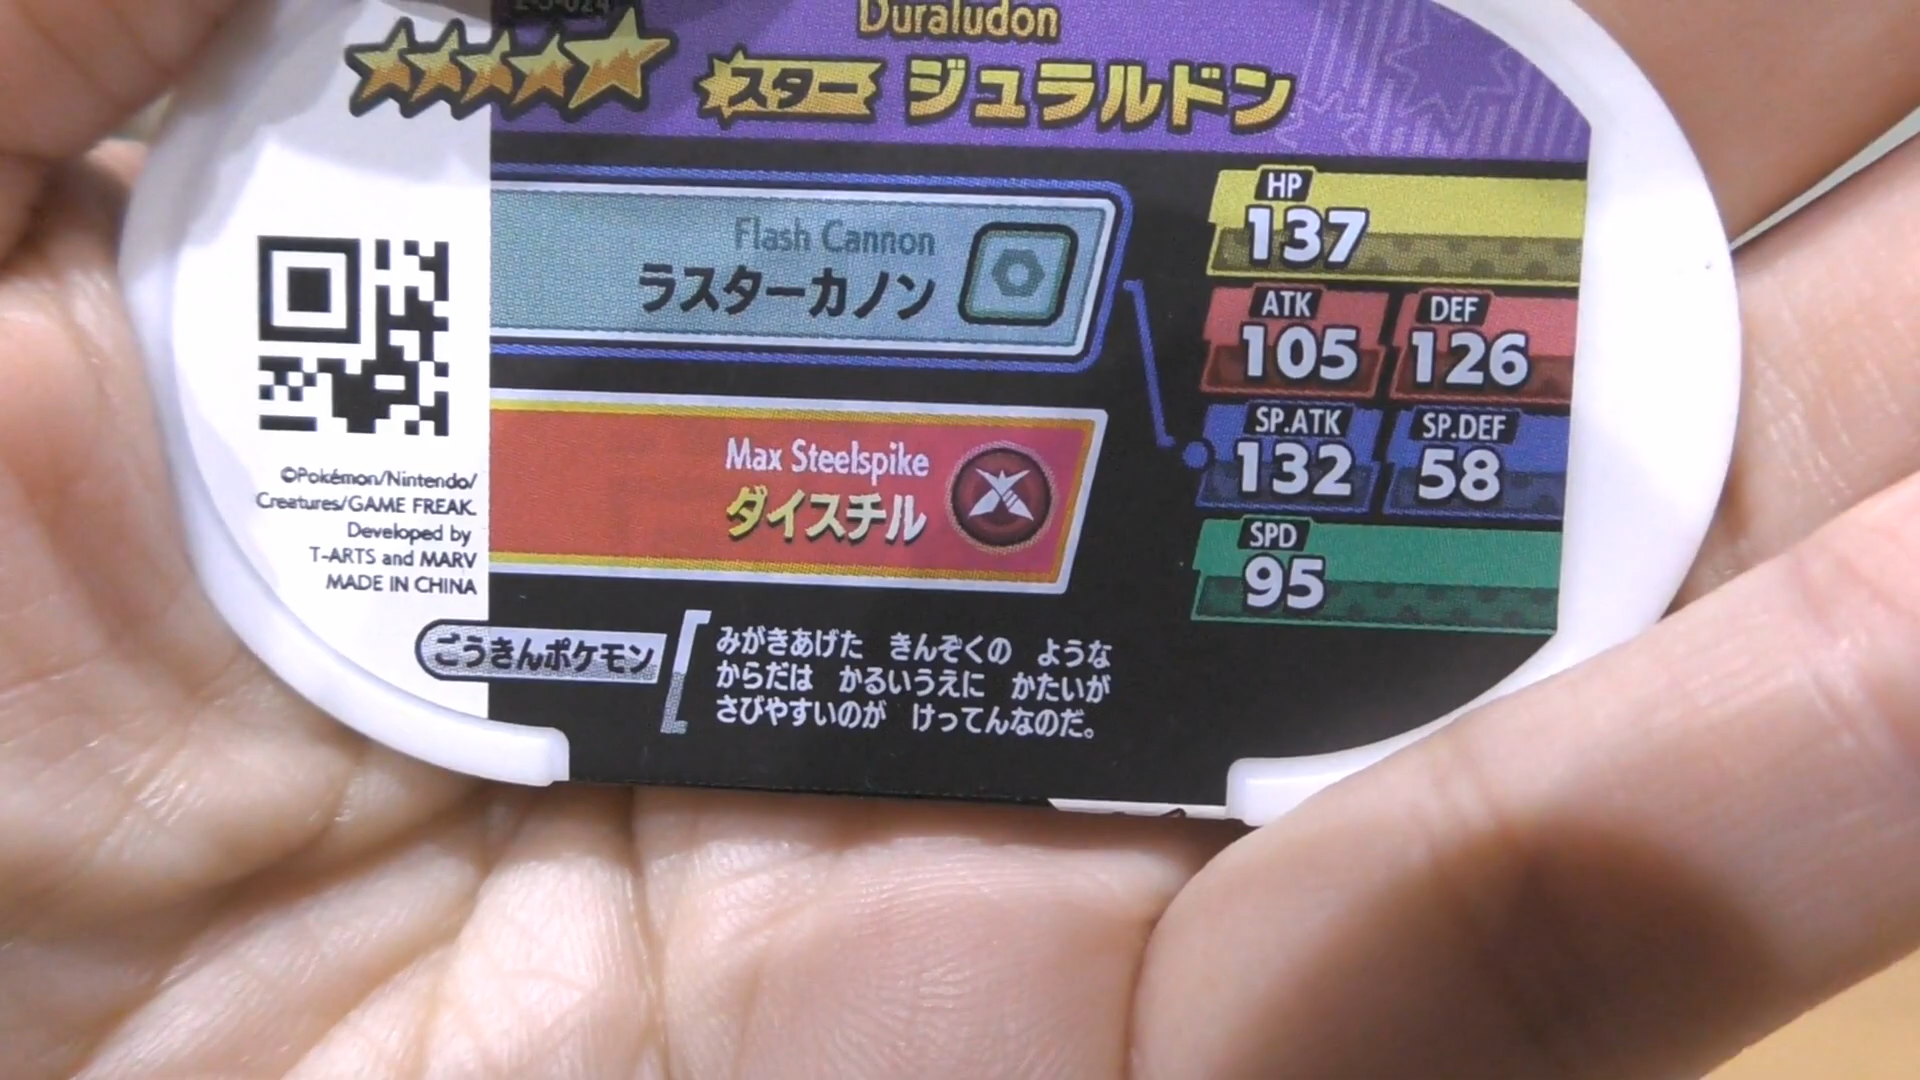 2-5-024
Duraludon
スター ジュラルドン
Flash Cannon
ラスターカノン
Max Steelspike
ダイスチル
HP
137
ATK
105
DEF
126
SP.ATK
132
SP.DEF
58
SPD
95
©Pokémon/Nintendo/
Creatures/GAME FREAK.
Developed by
T-ARTS and MARV
MADE IN CHINA
ごうきんポケモン
みがきあげた きんぞくの ような
からだは かるいうえに かたいが
さびやすいのが けってんなのだ。